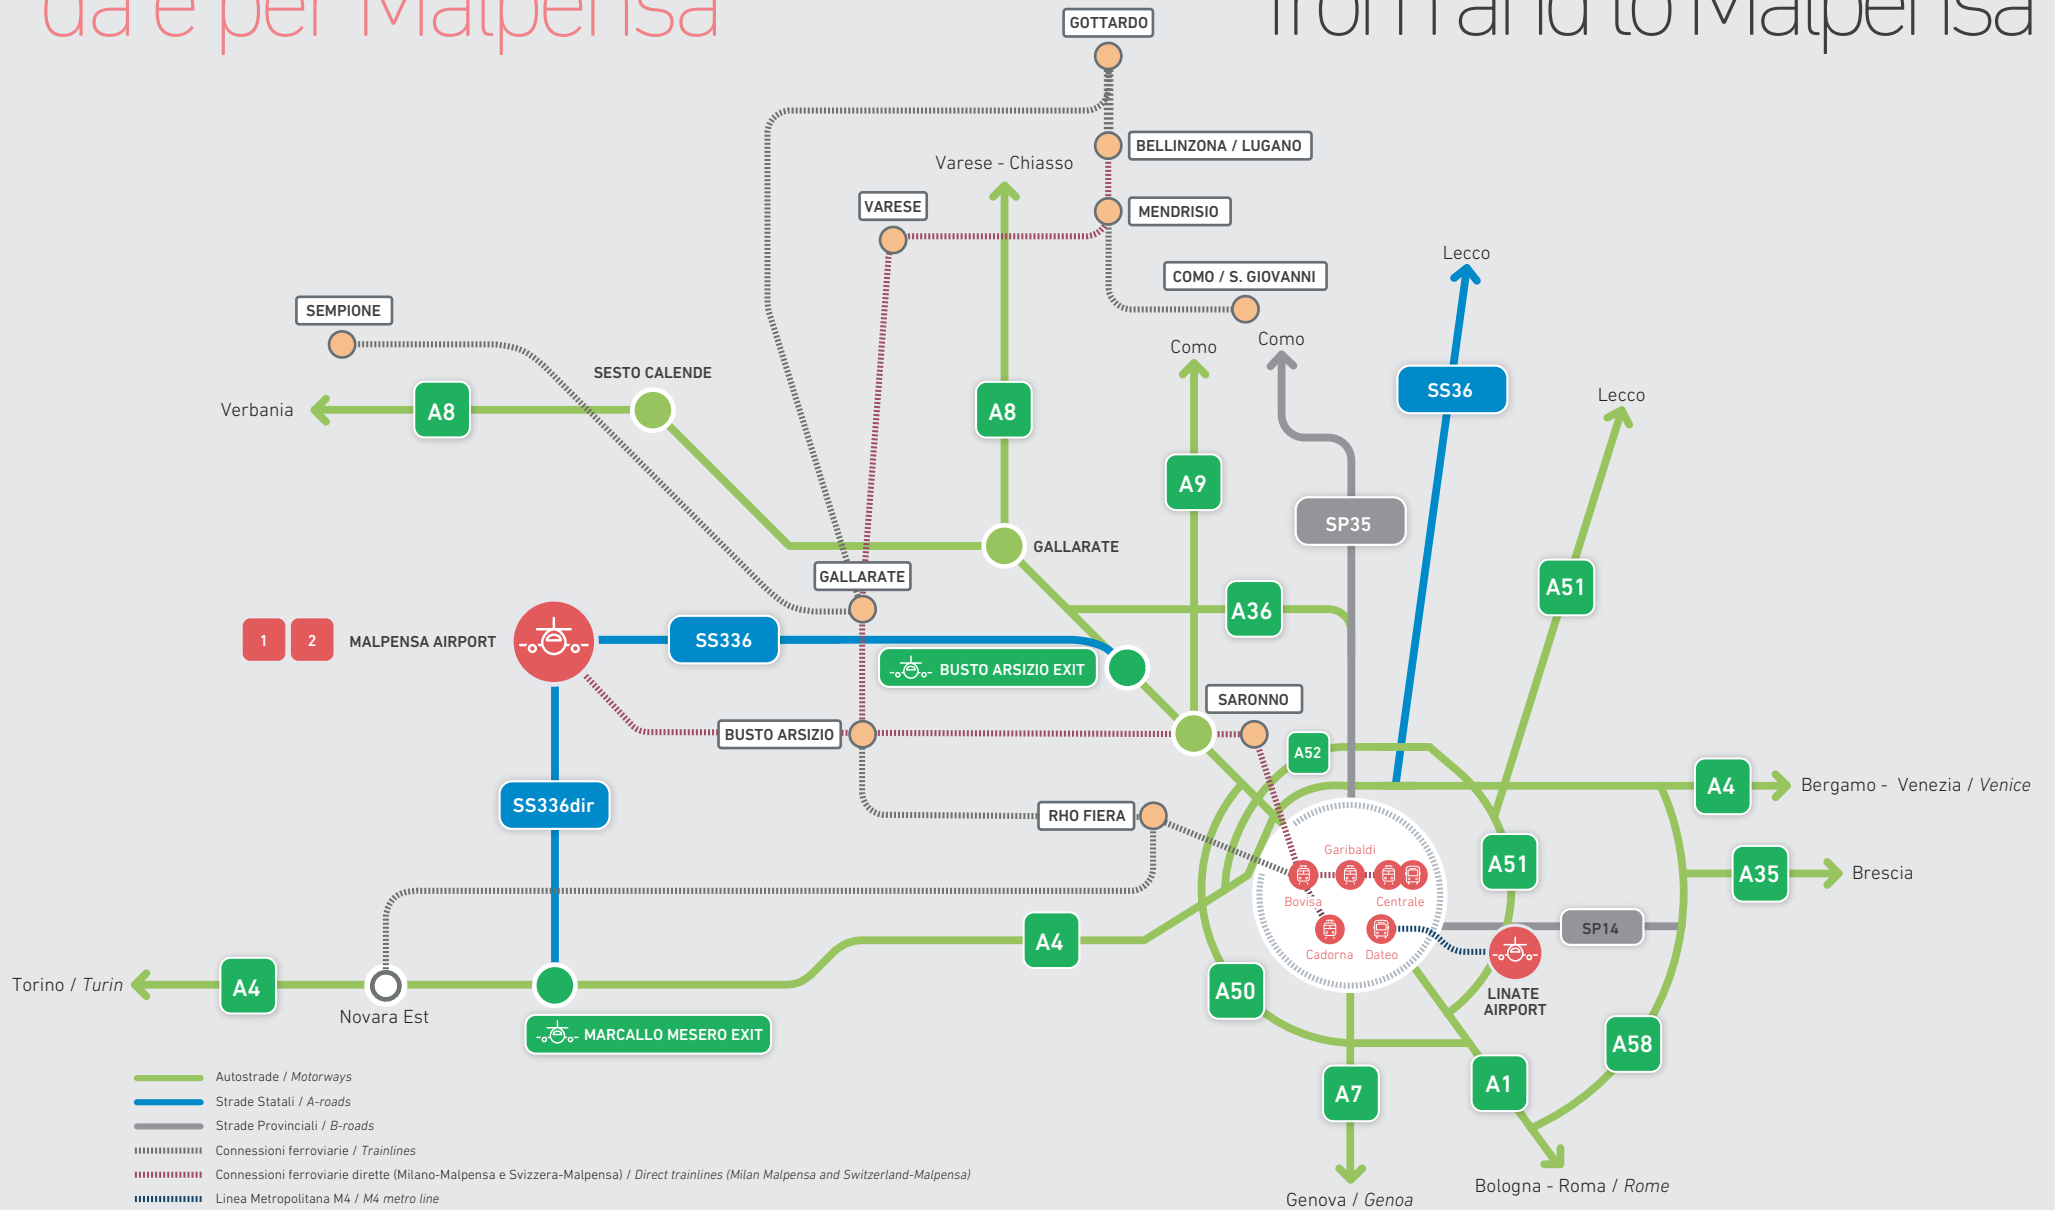 da e per Malpensa
from and to Malpensa
GOTTARDO
BELLINZONA / LUGANO
Varese - Chiasso
VARESE
MENDRISIO
Lecco
COMO / S. GIOVANNI
SEMPIONE
Como
Como
SESTO CALENDE
SS36
Lecco
Verbania
A8
A8
A9
SP35
GALLARATE
GALLARATE
A51
A36
1
2
MALPENSA AIRPORT
SS336
BUSTO ARSIZIO EXIT
SARONNO
BUSTO ARSIZIO
A52
A4
Bergamo - Venezia / Venice
SS336dir
RHO FIERA
Garibaldi
A51
A35
Brescia
Bovisa
Centrale
SP14
A4
Cadorna
Dateo
Torino / Turin
A4
A50
LINATE
AIRPORT
Novara Est
MARCALLO MESERO EXIT
A58
A1
A7
Bologna - Roma / Rome
Genova / Genoa
Autostrade / Motorways
Strade Statali / A-roads
Strade Provinciali / B-roads
Connessioni ferroviarie / Trainlines
Connessioni ferroviarie dirette (Milano-Malpensa e Svizzera-Malpensa) / Direct trainlines (Milan Malpensa and Switzerland-Malpensa)
Linea Metropolitana M4 / M4 metro line